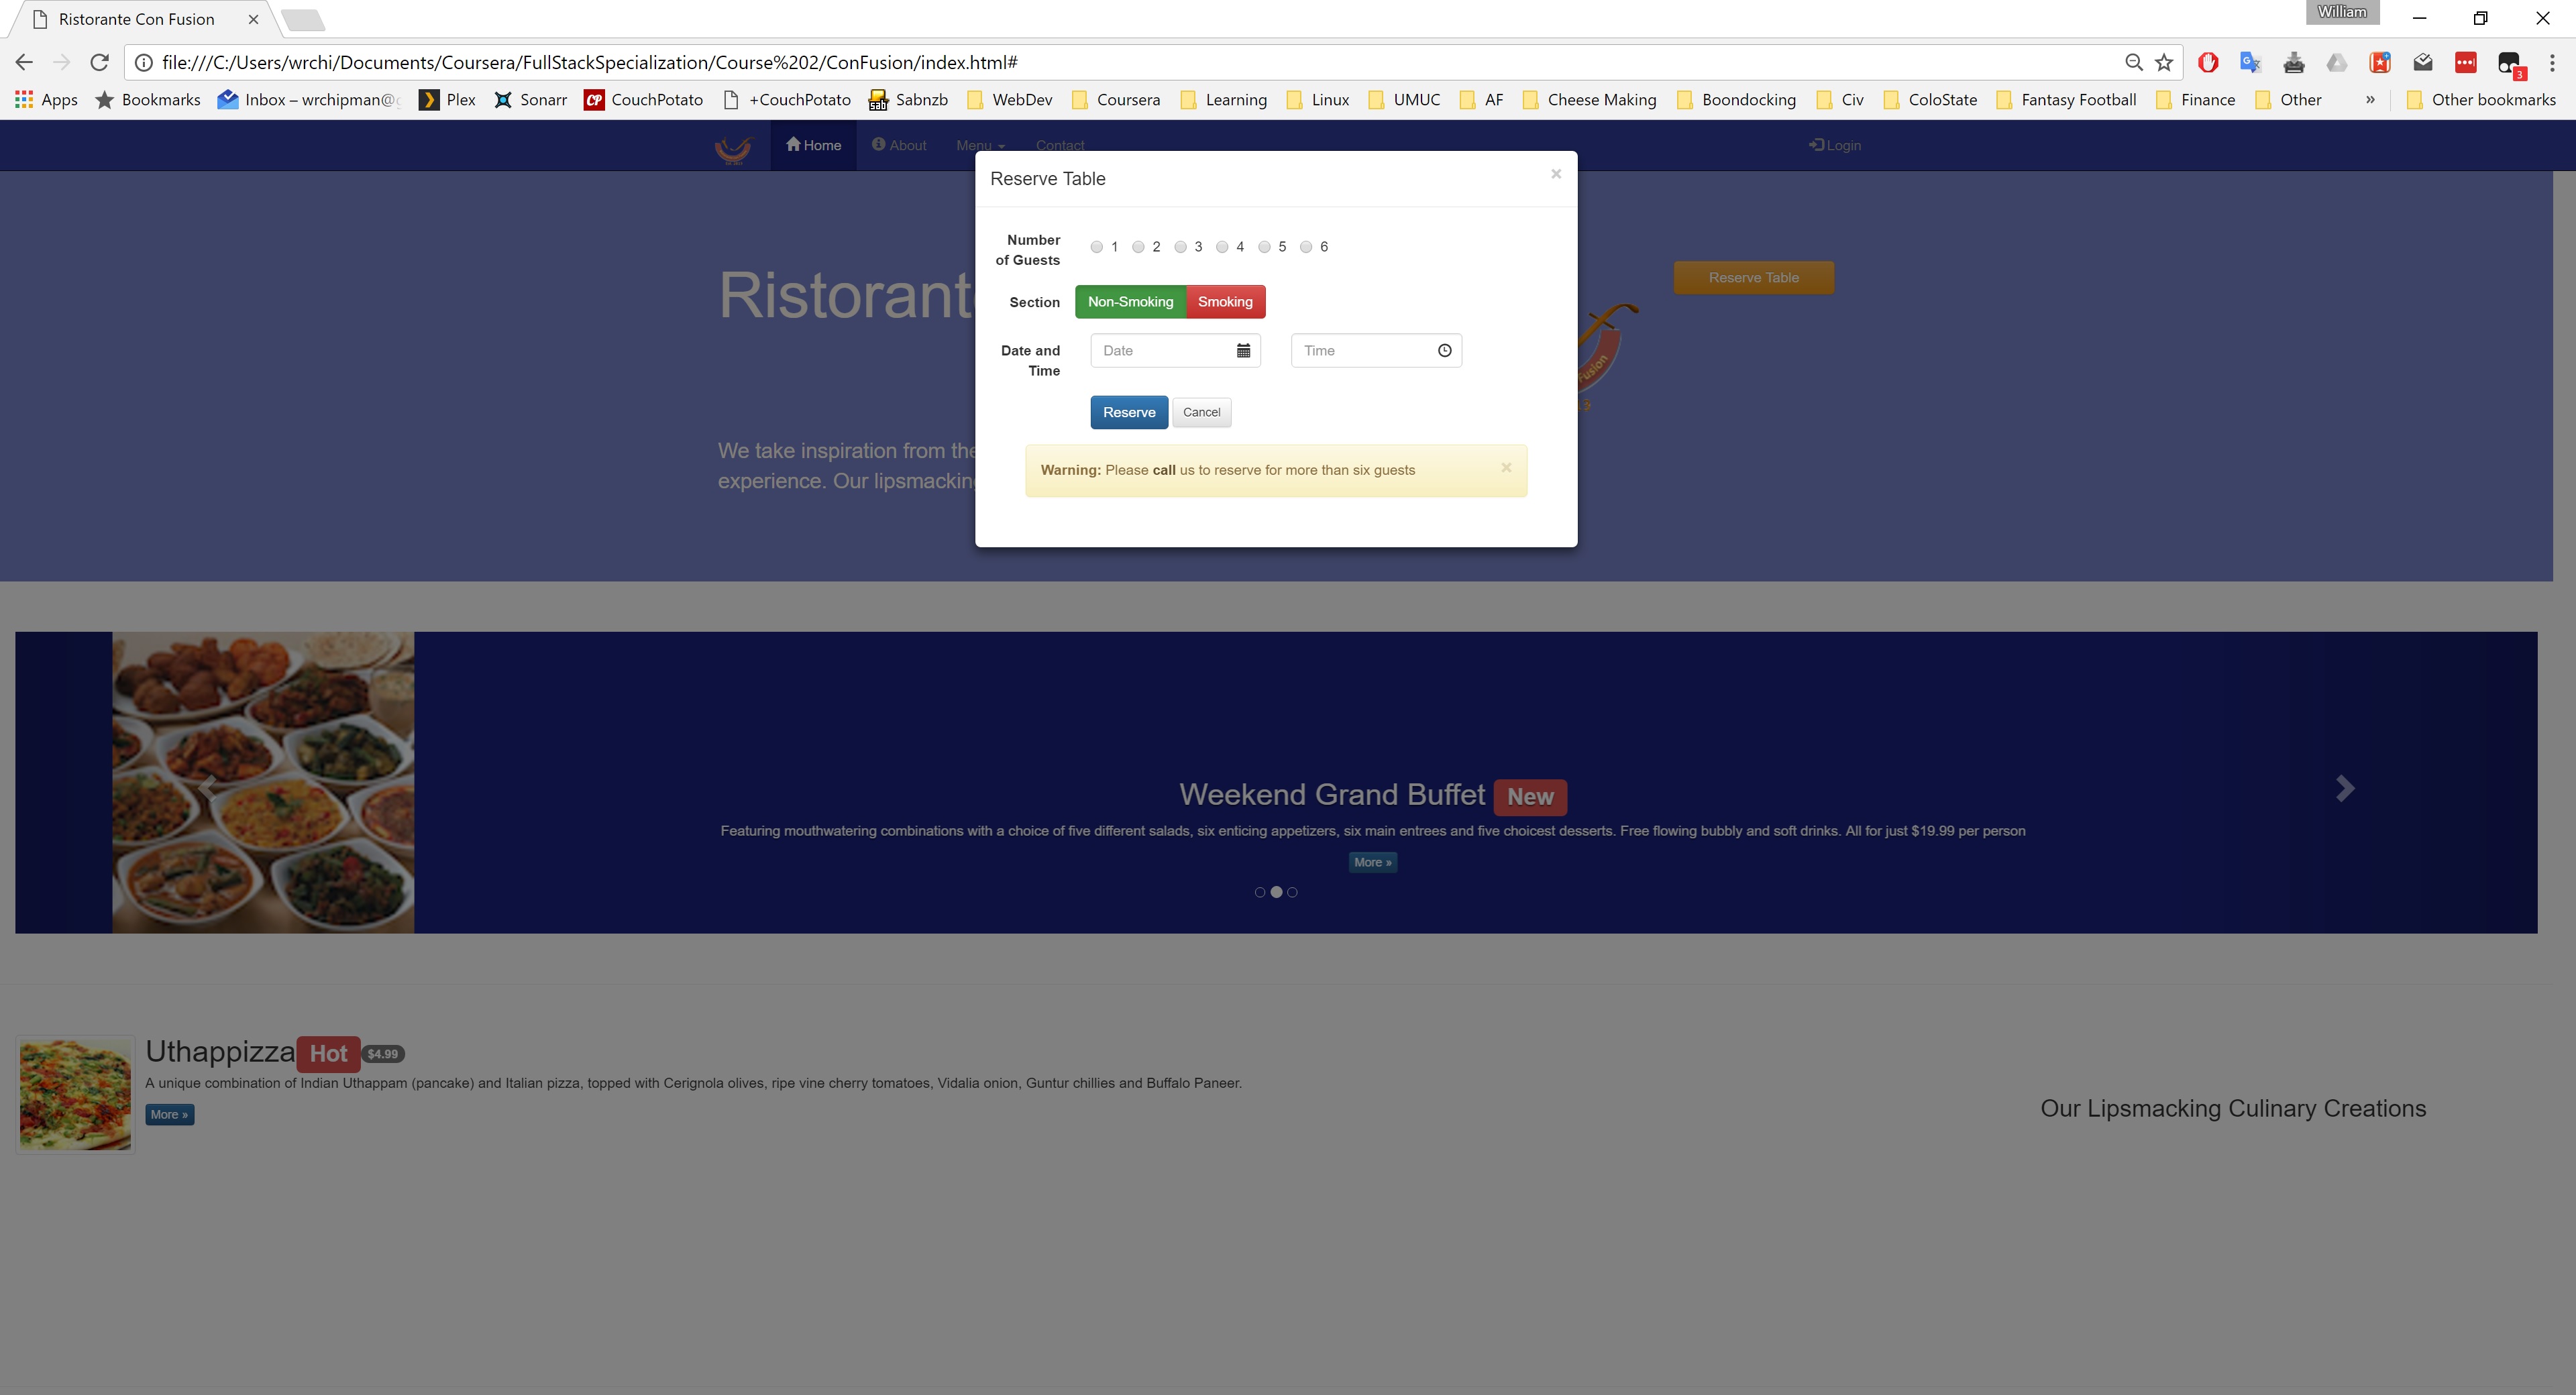 Ristorante Con Fusion
William
file:///C:/Users/wrchi/Documents/Coursera/FullStackSpecialization/Course%202/ConFusion/index.html#
3
Apps Bookmarks Inbox – wrchipman@ Plex Sonarr CP CouchPotato +CouchPotato sab Sabnzb WebDev Coursera Learning Linux UMUC AF Cheese Making Boondocking Civ ColoState Fantasy Football Finance Other » Other bookmarks
Home About Menu Contact Login
Reserve Table ×
Number of Guests
1 2 3 4 5 6
Section Non-Smoking Smoking
Date and Time
Date Time
Reserve Cancel
Warning: Please call us to reserve for more than six guests ×
Ristorant
Reserve Table
Fusion
We take inspiration from the
experience. Our lipsmacking
Weekend Grand Buffet New
Featuring mouthwatering combinations with a choice of five different salads, six enticing appetizers, six main entrees and five choicest desserts. Free flowing bubbly and soft drinks. All for just $19.99 per person
More »
Uthappizza Hot $4.99
A unique combination of Indian Uthappam (pancake) and Italian pizza, topped with Cerignola olives, ripe vine cherry tomatoes, Vidalia onion, Guntur chillies and Buffalo Paneer.
More »
Our Lipsmacking Culinary Creations